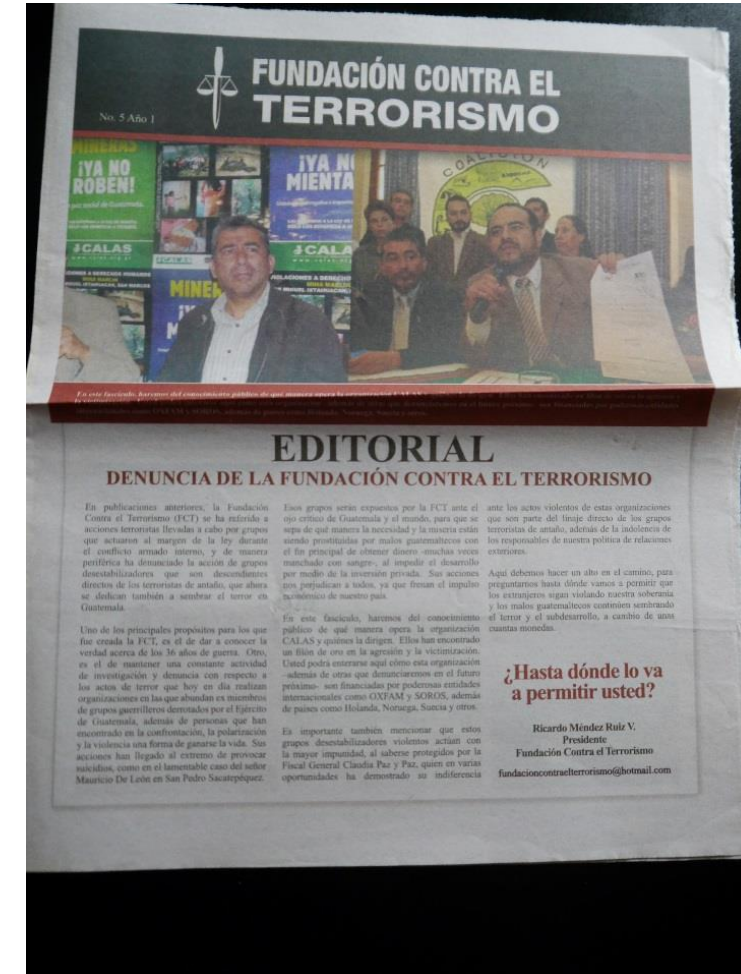 FUNDACIÓN CONTRA EL
TERRORISMO
No. 5 Año 1
MINERAS
¡YA NO
ROBEN!
CALAS
¡YA NO
MIENTA
CALAS
COALICION
EDITORIAL
DENUNCIA DE LA FUNDACIÓN CONTRA EL TERRORISMO
En publicaciones anteriores, la Fundación
Contra el Terrorismo (FCT) se ha referido a
acciones terroristas llevadas a cabo por grupos
que actuaron al margen de la ley durante
el conflicto armado interno, y de manera
periférica ha denunciado la acción de grupos
desestabilizadores que son descendientes
directos de los terroristas de antaño, que ahora
se dedican también a sembrar el terror en
Guatemala.
Uno de los principales propósitos para los que
fue creada la FCT, es el de dar a conocer la
verdad acerca de los 36 años de guerra. Otro,
es el de mantener una constante actividad
de investigación y denuncia con respecto a
los actos de terror que hoy en día realizan
organizaciones en las que abundan ex miembros
de grupos guerrilleros derrotados por el Ejército
de Guatemala, además de personas que han
encontrado en la confrontación, la polarización
y la violencia una forma de ganarse la vida. Sus
acciones han llegado al extremo de provocar
suicidios, como en el lamentable caso del señor
Mauricio De León en San Pedro Sacatepéquez.
Esos grupos serán expuestos por la FCT ante el
ojo crítico de Guatemala y el mundo, para que se
sepa de qué manera la necesidad y la miseria están
siendo prostituidas por malos guatemaltecos con
el fin principal de obtener dinero -muchas veces
manchado con sangre-, al impedir el desarrollo
por medio de la inversión privada. Sus acciones
nos perjudican a todos, ya que frenan el impulso
económico de nuestro país.
En este fascículo, haremos del conocimiento
público de qué manera opera la organización
CALAS y quiénes la dirigen. Ellos han encontrado
un filón de oro en la agresión y la victimización.
Usted podrá enterarse aquí cómo esta organización
-además de otras que denunciaremos en el futuro
próximo- son financiadas por poderosas entidades
internacionales como OXFAM y SOROS, además
de países como Holanda, Noruega, Suecia y otros.
Es importante también mencionar que estos
grupos desestabilizadores violentos actúan con
la mayor impunidad, al saberse protegidos por la
Fiscal General Claudia Paz y Paz, quien en varias
oportunidades ha demostrado su indiferencia
ante los actos violentos de estas organizaciones
que son parte del linaje directo de los grupos
terroristas de antaño, además de la indolencia de
los responsables de nuestra política de relaciones
exteriores.
Aquí debemos hacer un alto en el camino, para
preguntarnos hasta dónde vamos a permitir que
los extranjeros sigan violando nuestra soberanía
y los malos guatemaltecos continúen sembrando
el terror y el subdesarrollo, a cambio de unas
cuantas monedas.
¿Hasta dónde lo va
a permitir usted?
Ricardo Méndez Ruiz V.
Presidente
Fundación Contra el Terrorismo
fundacioncontraelterrorismo@hotmail.com